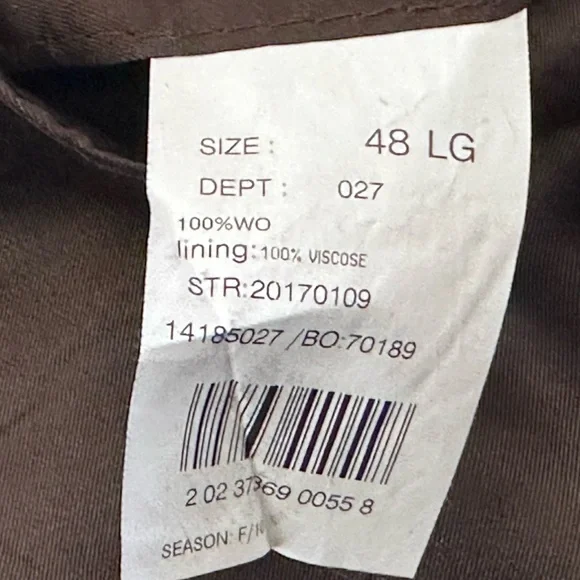 SIZE : 48 LG
DEPT : 027
100%WO
lining:100% VISCOSE
STR:20170109
14185027 /BO:70189
2 02 37369 0055 8
SEASON: F/